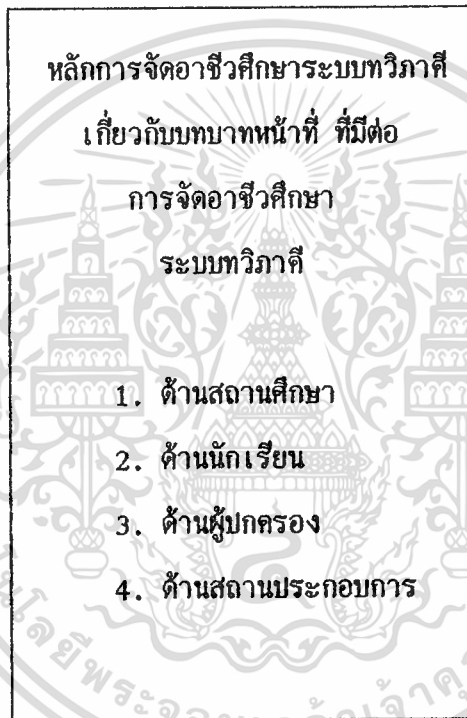 หลักการจัดอาชีวศึกษาระบบทวิภาคี
เกี่ยวกับบทบาทหน้าที่ ที่มีต่อ
การจัดอาชีวศึกษา
ระบบทวิภาคี
1. ด้านสถานศึกษา
2. ด้านนักเรียน
3. ด้านผู้ปกครอง
4. ด้านสถานประกอบการ